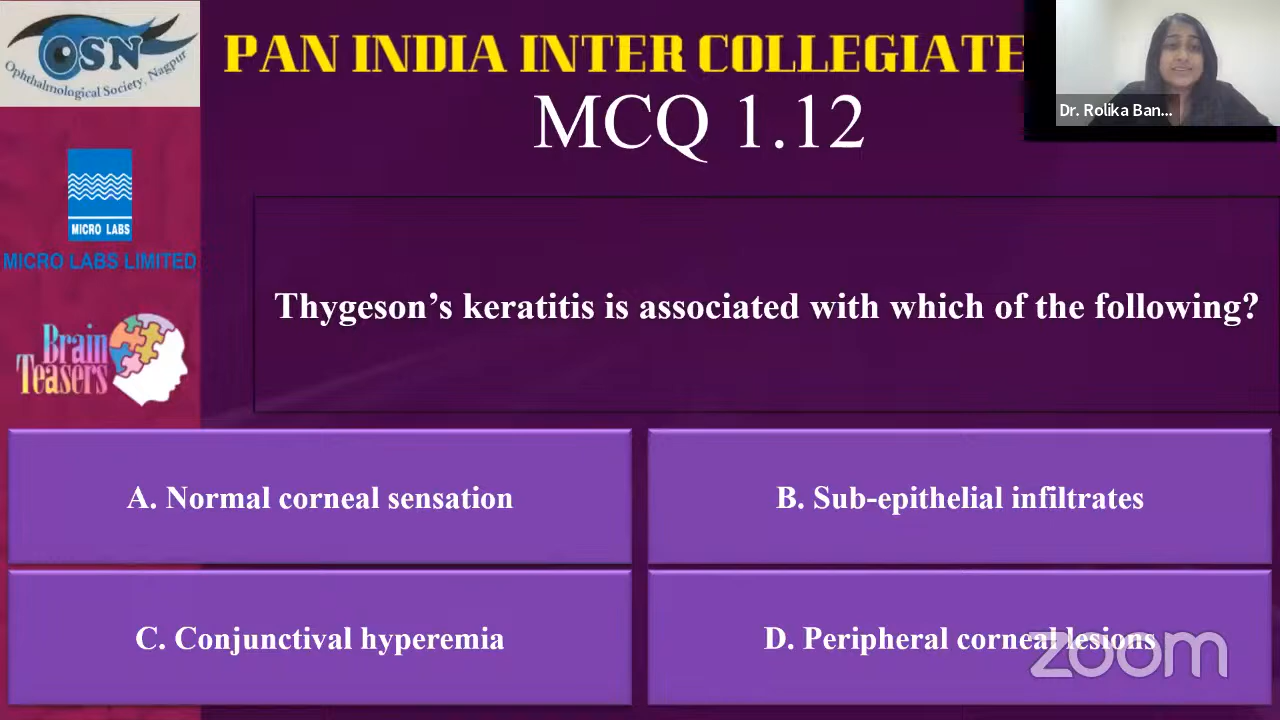 OSN
Ophthalmological Society, Nagpur
PAN INDIA INTER COLLEGIATE
MCQ 1.12
Dr. Rolika Ban...
MICRO LABS
MICRO LABS LIMITED
Brain
Teasers
Thygeson’s keratitis is associated with which of the following?
A. Normal corneal sensation
B. Sub-epithelial infiltrates
C. Conjunctival hyperemia
D. Peripheral corneal lesions
zoom